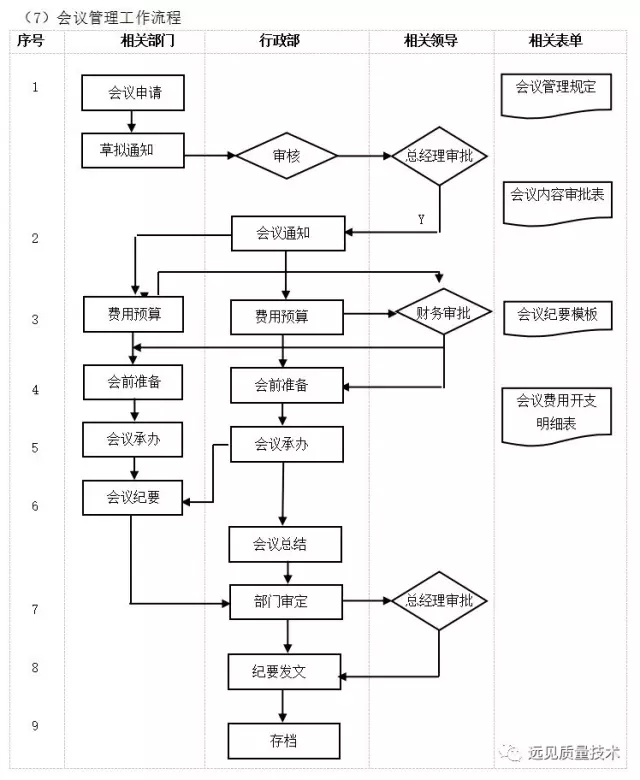 （7）会议管理工作流程
序号 相关部门 行政部 相关领导 相关表单
1 会议申请 会议管理规定
草拟通知 审核 总经理审批
会议内容审批表
Y
2 会议通知
3 费用预算 费用预算 财务审批 会议纪要模板
4 会前准备 会前准备
会议费用开支
明细表
5 会议承办 会议承办
6 会议纪要
会议总结
7 部门审定 总经理审批
8 纪要发文
9 存档
远见质量技术